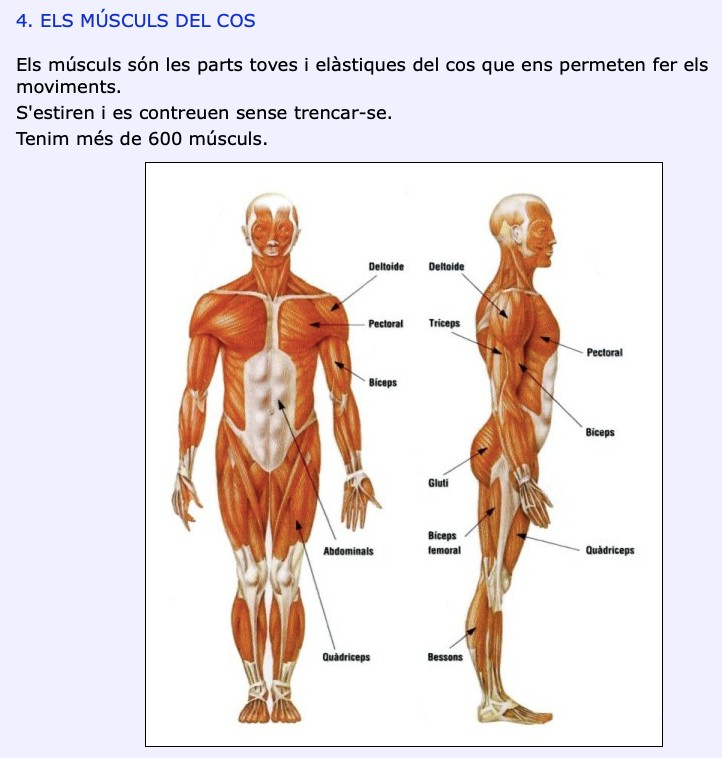 4. ELS MÚSCULS DEL COS
Els músculs són les parts toves i elàstiques del cos que ens permeten fer els
moviments.
S'estiren i es contreuen sense trencar-se.
Tenim més de 600 músculs.
Deltoide
Deltoide
Pectoral
Tríceps
Pectoral
Bíceps
Bíceps
Gluti
Abdominals
Bíceps
femoral
Quàdriceps
Quàdriceps
Bessons